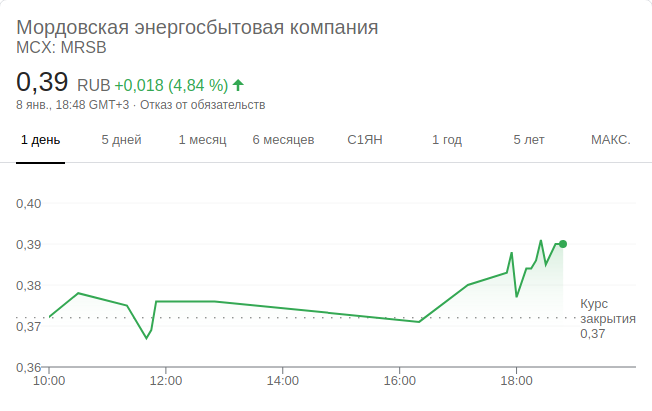 Мордовская энергосбытовая компания
MCX: MRSB
0,39 RUB +0,018 (4,84 %)
8 янв., 18:48 GMT+3 · Отказ от обязательств
1 день 5 дней 1 месяц 6 месяцев С1ЯН 1 год 5 лет МАКС.
0,40
0,39
0,38
Курс
закрытия
0,37
0,37
0,36
10:00 12:00 14:00 16:00 18:00